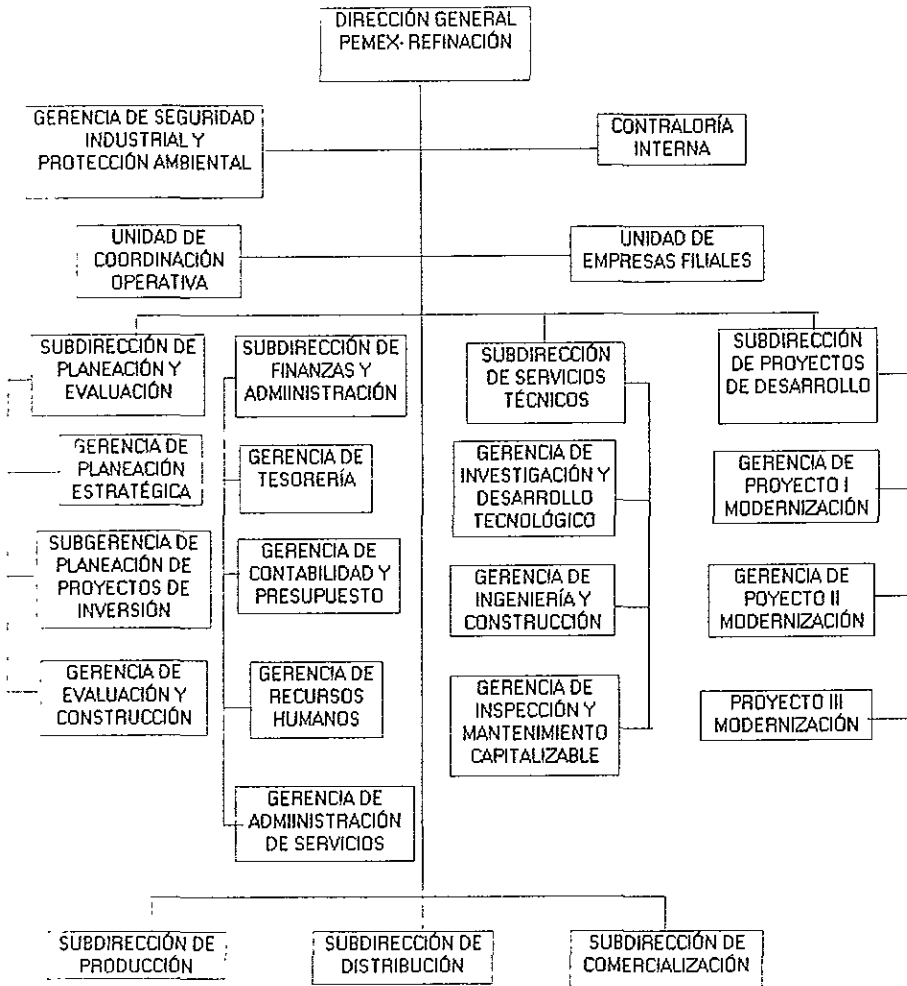 DIRECCIÓN GENERAL
PEMEX-REFINACIÓN
GERENCIA DE SEGURIDAD
INDUSTRIAL Y
PROTECCIÓN AMBIENTAL
CONTRALORÍA
INTERNA
UNIDAD DE
COORDINACIÓN
OPERATIVA
UNIDAD DE
EMPRESAS FILIALES
SUBDIRECCIÓN DE
PLANEACIÓN Y
EVALUACIÓN
GERENCIA DE
PLANEACIÓN
ESTRATÉGICA
SUBGERENCIA DE
PLANEACIÓN DE
PROYECTOS DE
INVERSIÓN
GERENCIA DE
EVALUACIÓN Y
CONSTRUCCIÓN
SUBDIRECCIÓN DE
FINANZAS Y
ADMIINISTRACIÓN
GERENCIA DE
TESORERÍA
GERENCIA DE
CONTABILIDAD Y
PRESUPUESTO
GERENCIA DE
RECURSOS
HUMANOS
GERENCIA DE
ADMIINISTRACIÓN
DE SERVICIOS
SUBDIRECCIÓN
DE SERVICIOS
TÉCNICOS
GERENCIA DE
INVESTIGACIÓN Y
DESARROLLO
TECNOLÓGICO
GERENCIA DE
INGENIERÍA Y
CONSTRUCCIÓN
GERENCIA DE
INSPECCIÓN Y
MANTENIMIENTO
CAPITALIZABLE
SUBDIRECCIÓN
DE PROYECTOS
DE DESARROLLO
GERENCIA DE
PROYECTO I
MODERNIZACIÓN
GERENCIA DE
POYECTO II
MODERNIZACIÓN
PROYECTO III
MODERNIZACIÓN
SUBDIRECCIÓN DE
PRODUCCIÓN
SUBDIRECCIÓN DE
DISTRIBUCIÓN
SUBDIRECCIÓN DE
COMERCIALIZACIÓN